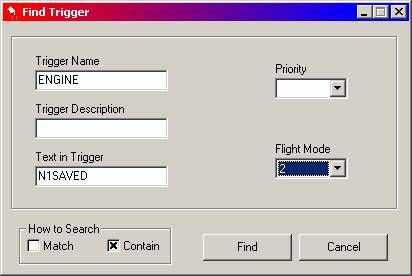 Find Trigger
Trigger Name
ENGINE
Priority
Trigger Description
Text in Trigger
N1SAVED
Flight Mode
2
How to Search
Match
Contain
Find
Cancel